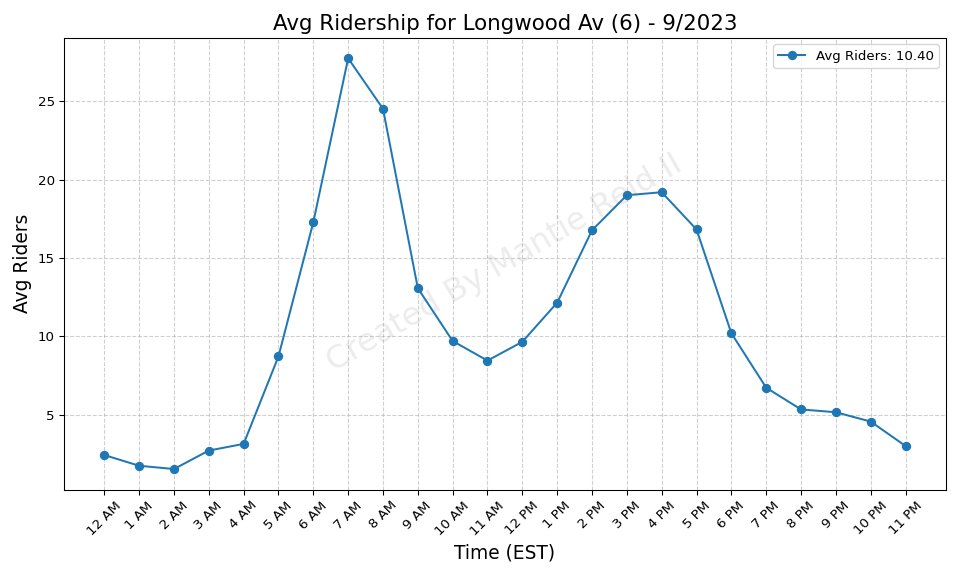 Avg Ridership for Longwood Av (6) - 9/2023
Avg Riders: 10.40
Avg Riders
25
20
15
10
5
Created By Mantle Reid II
12 AM
1 AM
2 AM
3 AM
4 AM
5 AM
6 AM
7 AM
8 AM
9 AM
10 AM
11 AM
12 PM
1 PM
2 PM
3 PM
4 PM
5 PM
6 PM
7 PM
8 PM
9 PM
10 PM
11 PM
Time (EST)